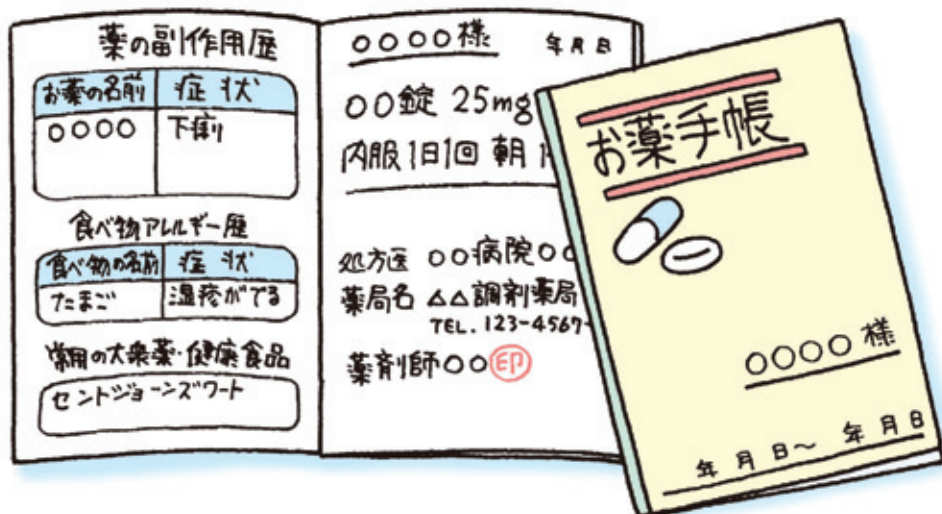 薬の副作用歴
お薬の名前 症状
○○○○ 下痢
食べ物アレルギー歴
食べ物の名前 症状
たまご 湿疹がでる
常用の大衆薬・健康食品
セントジョーンズワート
○○○○様 年月日
○○錠 25mg
内服1日1回 朝 1
処方医 ○○病院○○
薬局名 △△調剤薬局
TEL. 123-4567-
薬剤師○○印
お薬手帳
○○○○様
年月日〜 年月日